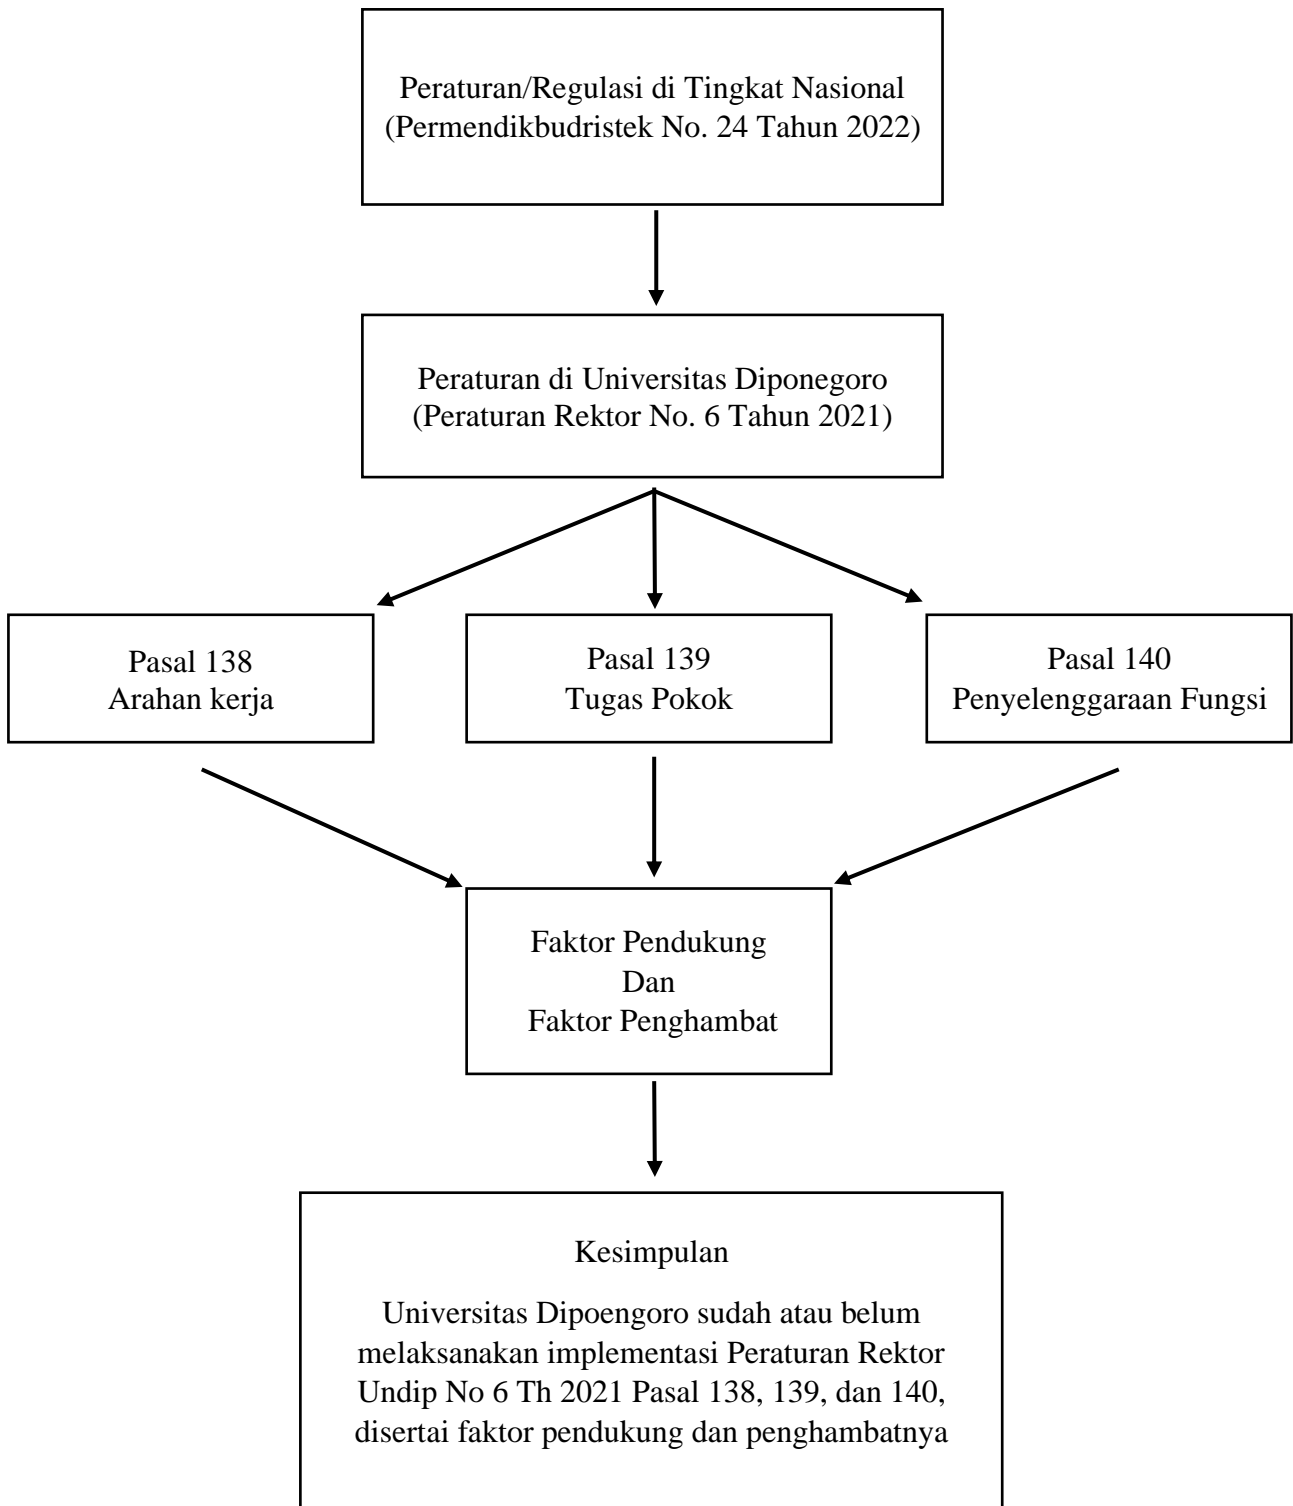 Peraturan/Regulasi di Tingkat Nasional
(Permendikbudristek No. 24 Tahun 2022)
Peraturan di Universitas Diponegoro
(Peraturan Rektor No. 6 Tahun 2021)
Pasal 138
Arahan kerja
Pasal 139
Tugas Pokok
Pasal 140
Penyelenggaraan Fungsi
Faktor Pendukung
Dan
Faktor Penghambat
Kesimpulan
Universitas Dipoengoro sudah atau belum
melaksanakan implementasi Peraturan Rektor
Undip No 6 Th 2021 Pasal 138, 139, dan 140,
disertai faktor pendukung dan penghambatnya